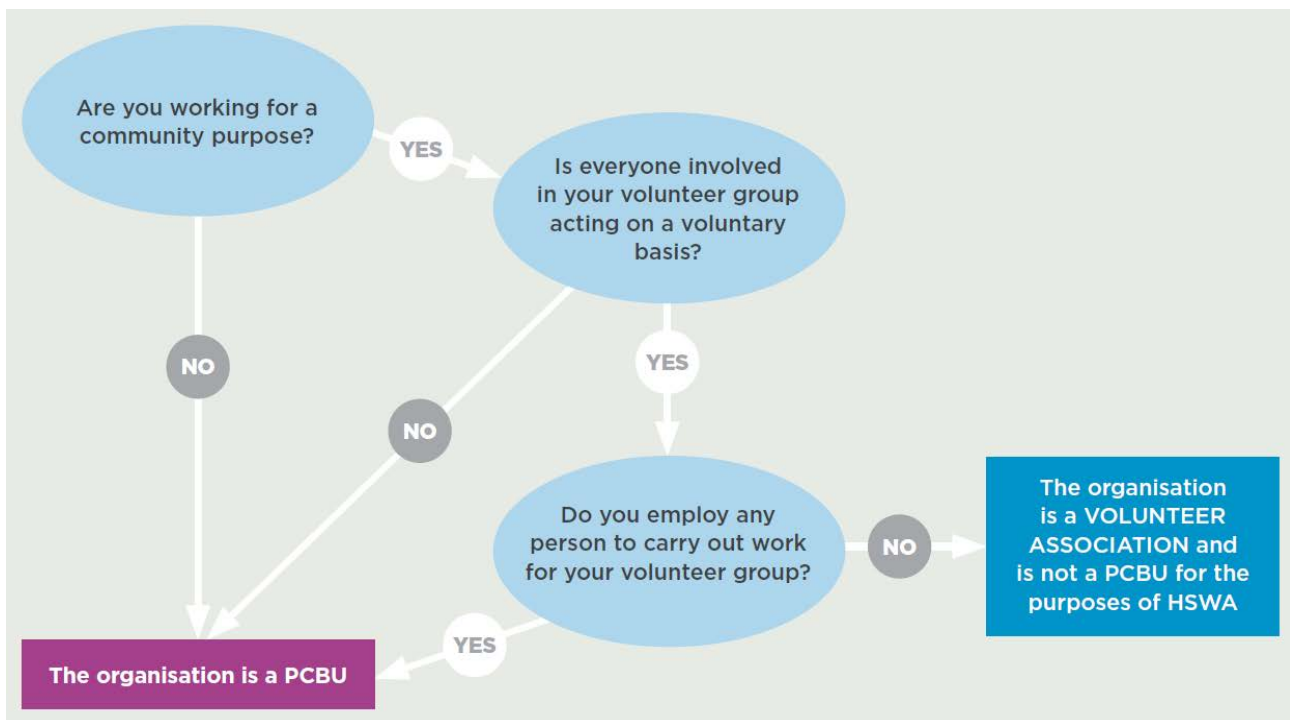 Are you working for a
community purpose?
YES
Is everyone involved
in your volunteer group
acting on a voluntary
basis?
NO
YES
NO
Do you employ any
person to carry out work
for your volunteer group?
NO
The organisation
is a VOLUNTEER
ASSOCIATION and
is not a PCBU for the
purposes of HSWA
YES
The organisation is a PCBU